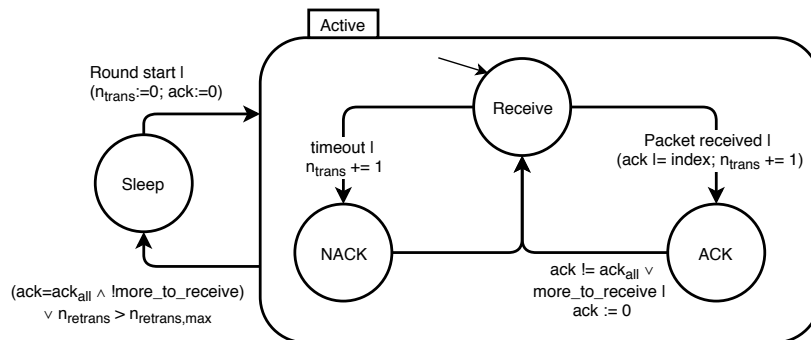 Active
Round start |
(n_trans:=0; ack:=0)
Receive
timeout |
n_trans += 1
Packet received |
(ack |= index; n_trans += 1)
Sleep
NACK
ACK
(ack=ack_all ∧ !more_to_receive)
∨ n_retrans > n_retrans,max
ack != ack_all ∨
more_to_receive |
ack := 0